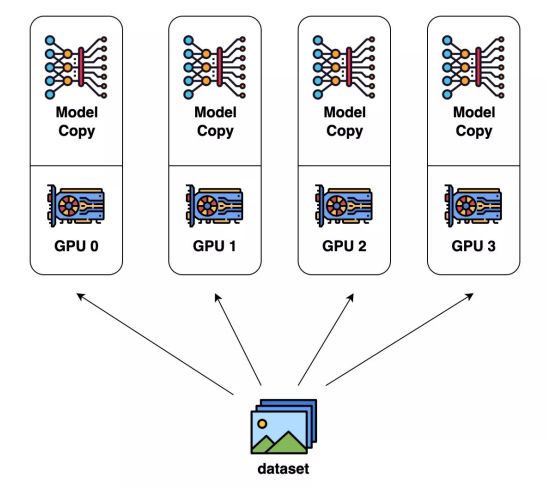 Model
Copy
Model
Copy
Model
Copy
Model
Copy
GPU 0
GPU 1
GPU 2
GPU 3
dataset